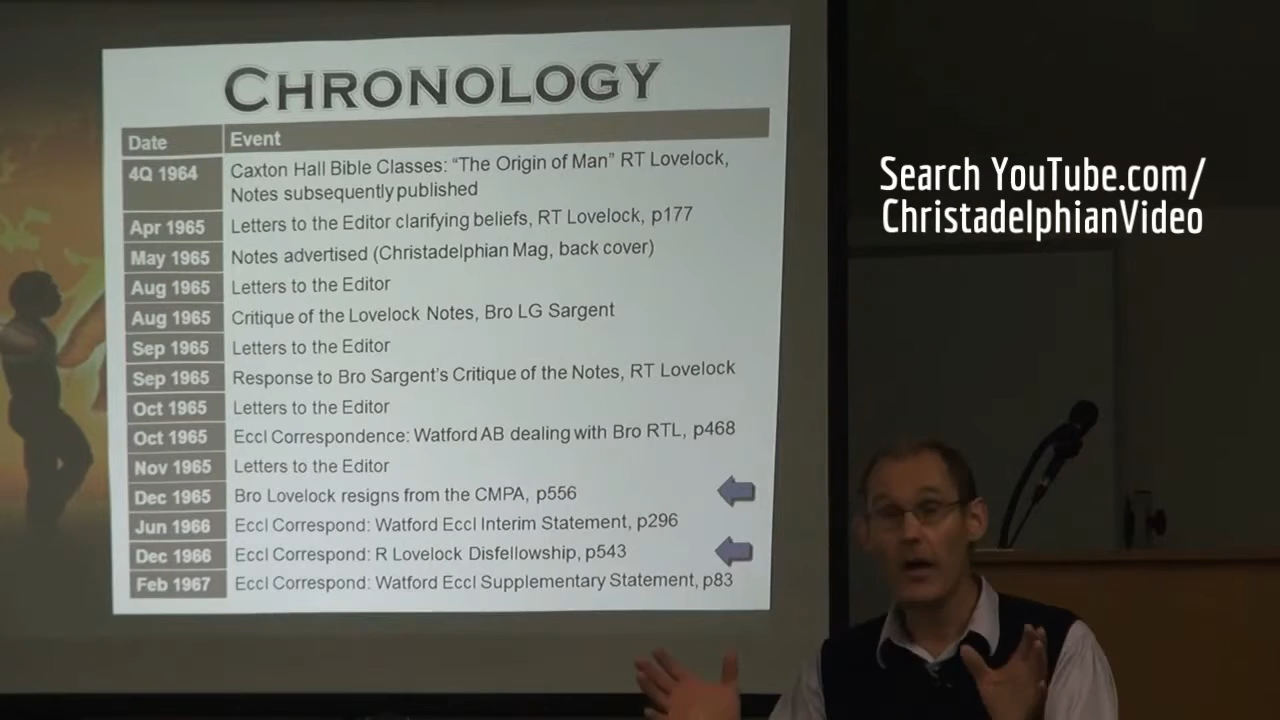 CHRONOLOGY
Date Event
4Q 1964 Caxton Hall Bible Classes: “The Origin of Man” RT Lovelock,
Notes subsequently published
Apr 1965 Letters to the Editor clarifying beliefs, RT Lovelock, p177
May 1965 Notes advertised (Christadelphian Mag, back cover)
Aug 1965 Letters to the Editor
Aug 1965 Critique of the Lovelock Notes, Bro LG Sargent
Sep 1965 Letters to the Editor
Sep 1965 Response to Bro Sargent’s Critique of the Notes, RT Lovelock
Oct 1965 Letters to the Editor
Oct 1965 Eccl Correspondence: Watford AB dealing with Bro RTL, p468
Nov 1965 Letters to the Editor
Dec 1965 Bro Lovelock resigns from the CMPA, p556
Jun 1966 Eccl Correspond: Watford Eccl Interim Statement, p296
Dec 1966 Eccl Correspond: R Lovelock Disfellowship, p543
Feb 1967 Eccl Correspond: Watford Eccl Supplementary Statement, p83
Search YouTube.com/
ChristadelphianVideo